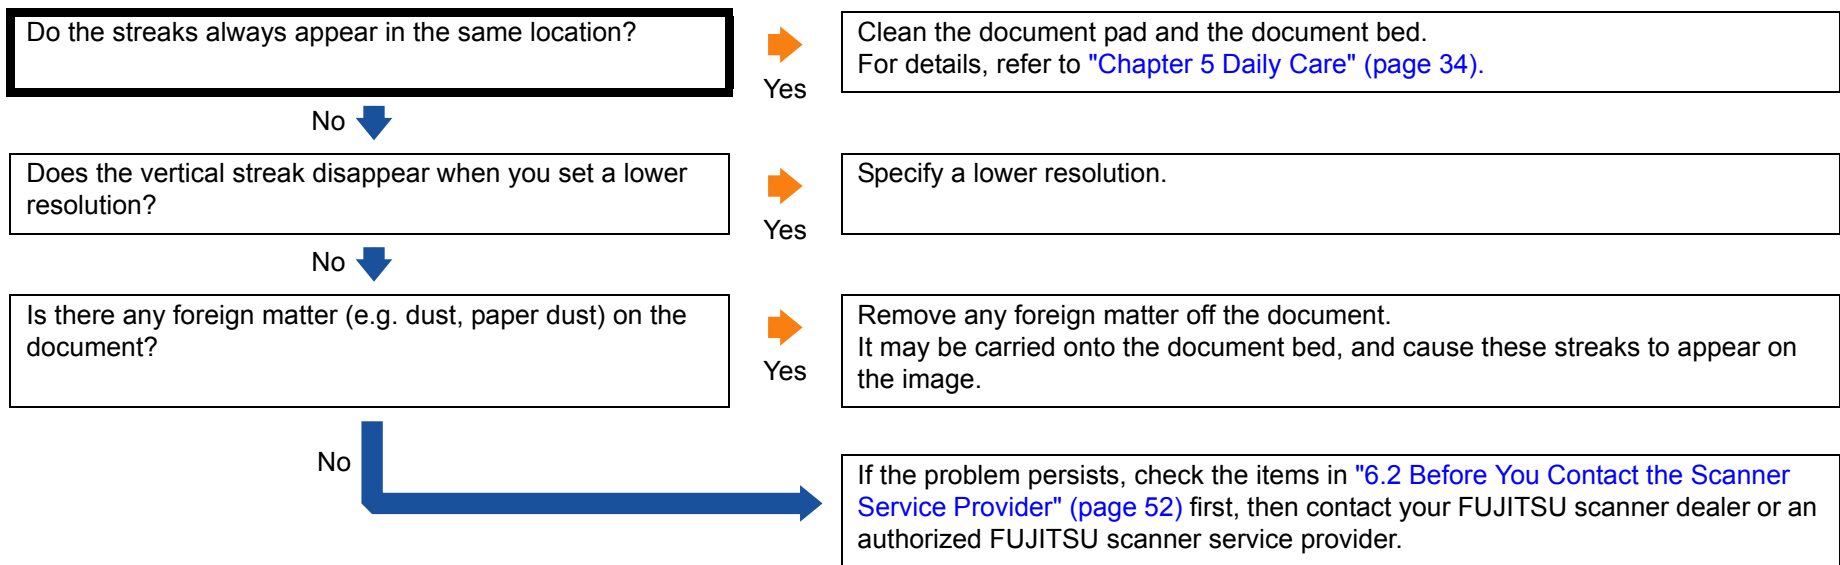 Do the streaks always appear in the same location?
Yes
Clean the document pad and the document bed.
For details, refer to "Chapter 5 Daily Care" (page 34).
No
Does the vertical streak disappear when you set a lower
resolution?
Yes
Specify a lower resolution.
No
Is there any foreign matter (e.g. dust, paper dust) on the
document?
Yes
Remove any foreign matter off the document.
It may be carried onto the document bed, and cause these streaks to appear on
the image.
No
If the problem persists, check the items in "6.2 Before You Contact the Scanner
Service Provider" (page 52) first, then contact your FUJITSU scanner dealer or an
authorized FUJITSU scanner service provider.